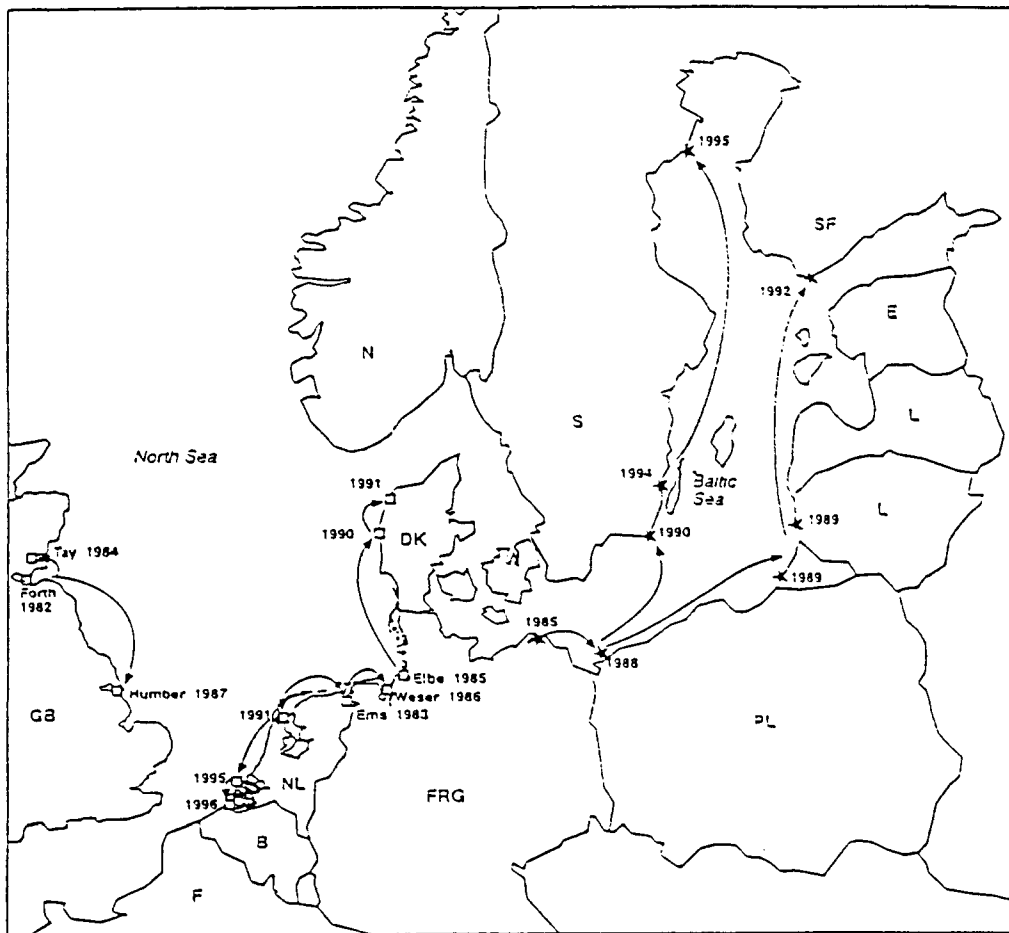 1995
SF
1992
E
N
L
S
North Sea
1994
Baltic
Sea
1991
1989
L
1990
DK
1990
Tay 1984
Forth
1982
1989
1985
1988
Elbe 1985
Humber 1987
Weser 1986
Ems 1983
1991
GB
PL
1995
NL
FRG
1996
B
F